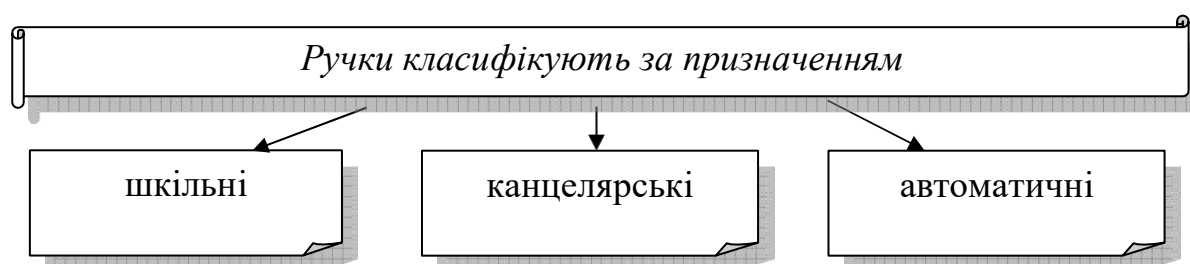 Ручки класифікують за призначенням
шкільні
канцелярські
автоматичні